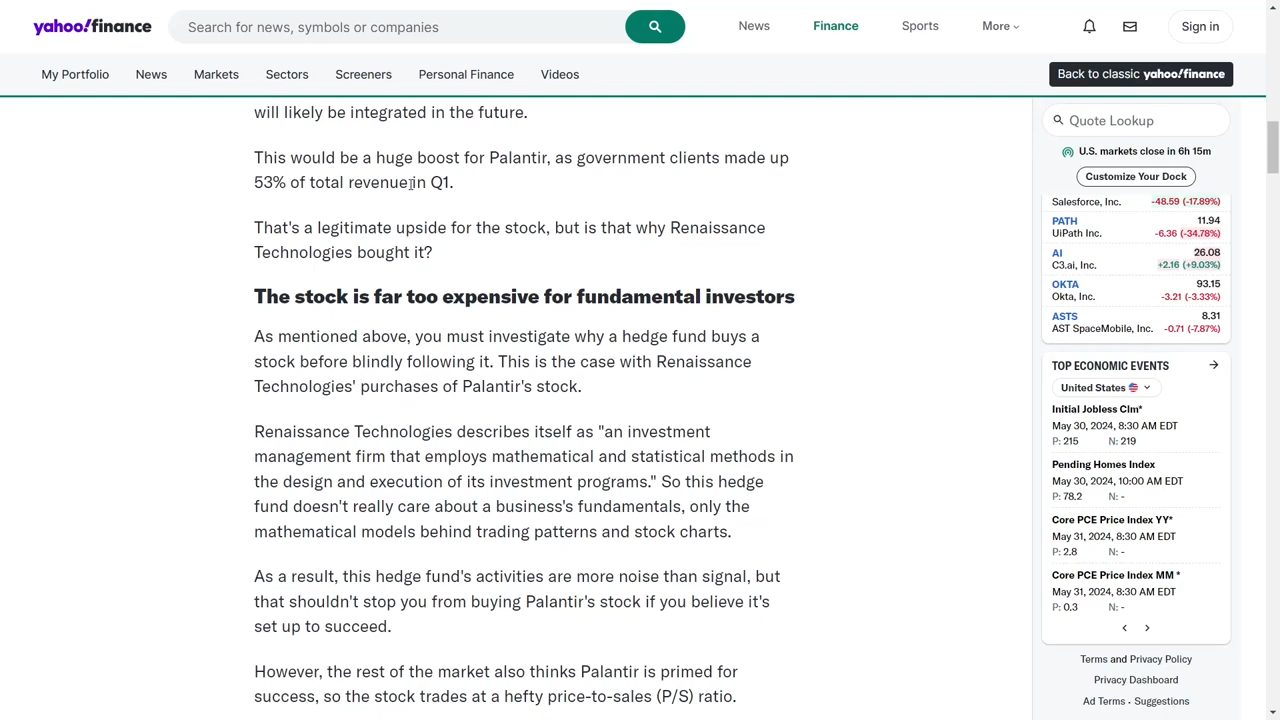 yahoo!finance
Search for news, symbols or companies
News
Finance
Sports
More
Sign in
My Portfolio
News
Markets
Sectors
Screeners
Personal Finance
Videos
Back to classic yahoo!finance
will likely be integrated in the future.
This would be a huge boost for Palantir, as government clients made up
53% of total revenue in Q1.
That's a legitimate upside for the stock, but is that why Renaissance
Technologies bought it?
The stock is far too expensive for fundamental investors
As mentioned above, you must investigate why a hedge fund buys a
stock before blindly following it. This is the case with Renaissance
Technologies' purchases of Palantir's stock.
Renaissance Technologies describes itself as "an investment
management firm that employs mathematical and statistical methods in
the design and execution of its investment programs." So this hedge
fund doesn't really care about a business's fundamentals, only the
mathematical models behind trading patterns and stock charts.
As a result, this hedge fund's activities are more noise than signal, but
that shouldn't stop you from buying Palantir's stock if you believe it's
set up to succeed.
However, the rest of the market also thinks Palantir is primed for
success, so the stock trades at a hefty price-to-sales (P/S) ratio.
Quote Lookup
U.S. markets close in 6h 15m
Customize Your Dock
Salesforce, Inc. -48.59 (-17.89%)
PATH 11.94
UiPath Inc. -6.36 (-34.78%)
AI 26.08
C3.ai, Inc. +2.16 (+9.03%)
OKTA 93.15
Okta, Inc. -3.21 (-3.33%)
ASTS 8.31
AST SpaceMobile, Inc. -0.71 (-7.87%)
TOP ECONOMIC EVENTS
United States
Initial Jobless Clm*
May 30, 2024, 8:30 AM EDT
P: 215 N: 219
Pending Homes Index
May 30, 2024, 10:00 AM EDT
P: 78.2 N: -
Core PCE Price Index YY*
May 31, 2024, 8:30 AM EDT
P: 2.8 N: -
Core PCE Price Index MM *
May 31, 2024, 8:30 AM EDT
P: 0.3 N: -
Terms and Privacy Policy
Privacy Dashboard
Ad Terms • Suggestions